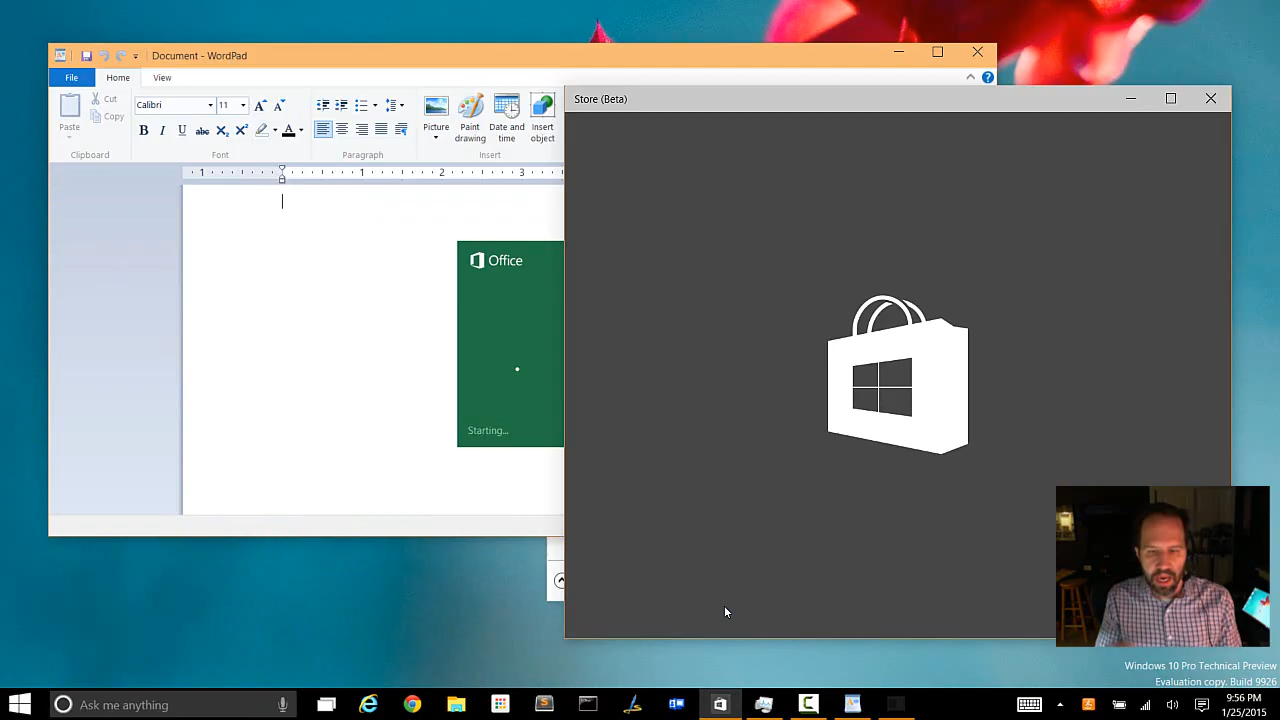 Document - WordPad
File Home View
Store (Beta)
Paste
Cut
Copy
Calibri 11
B I U abc X₂ X²
A
Picture
Paint drawing
Date and time
Insert object
Clipboard Font Paragraph Insert
1 1 2 3
Office
Starting...
Windows 10 Pro Technical Preview
Evaluation copy. Build 9926
Ask me anything
9:56 PM
1/25/2015